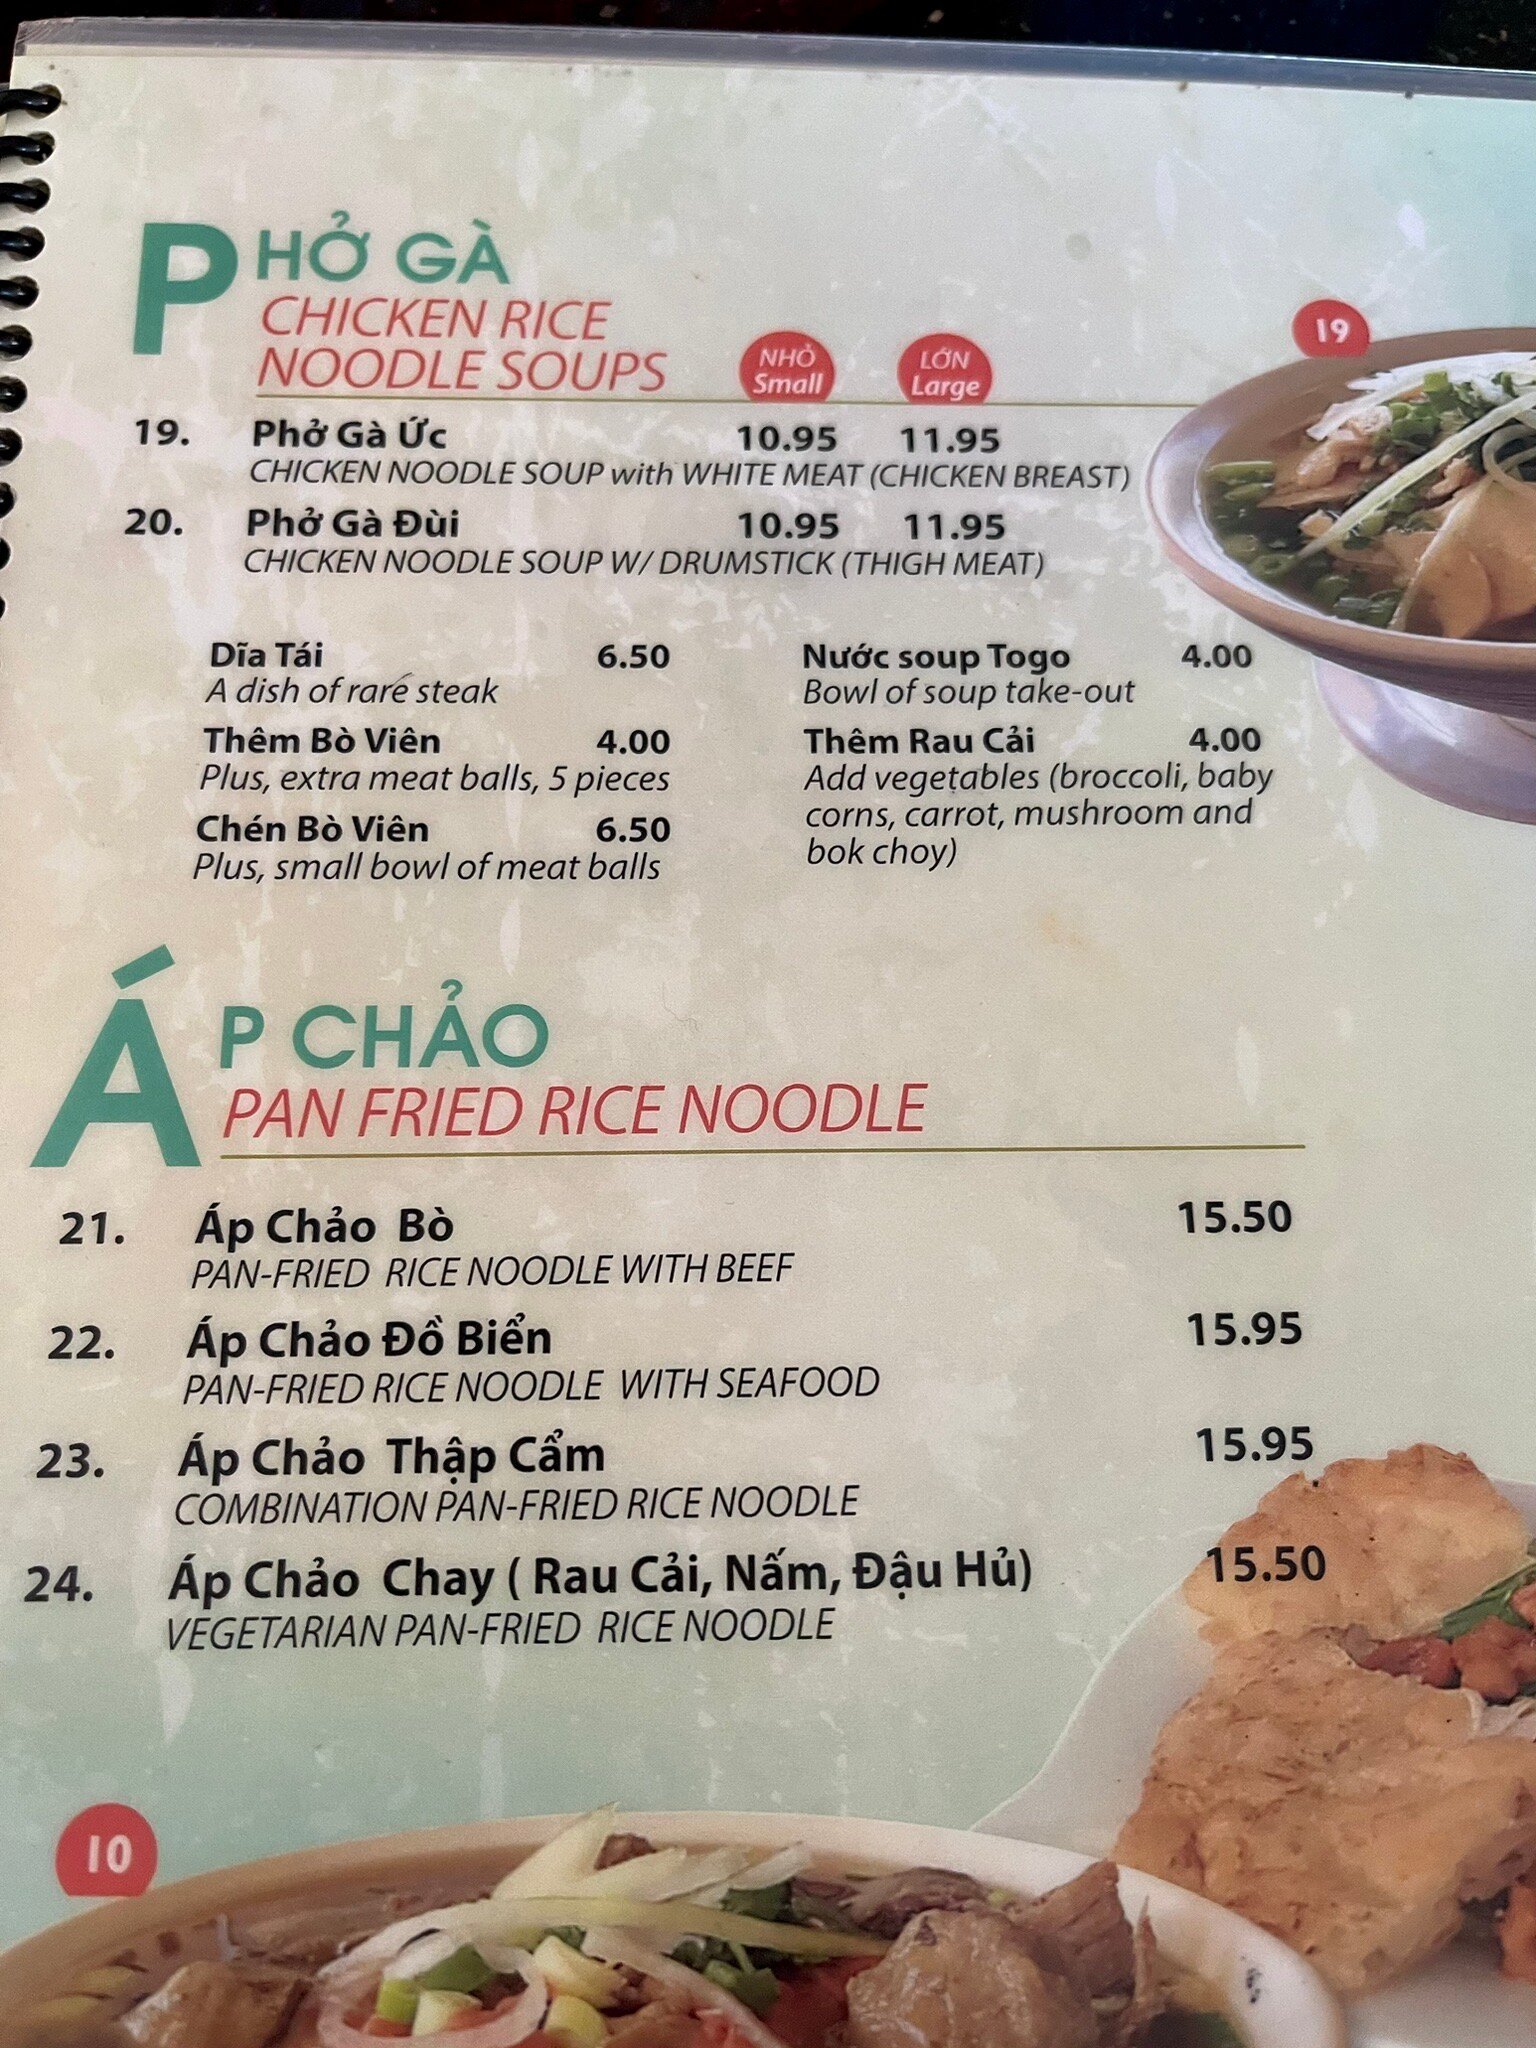 PHỞ GÀ
CHICKEN RICE
NOODLE SOUPS
NHỎ Small
LỚN Large
19
19. Phở Gà Ức 10.95 11.95
CHICKEN NOODLE SOUP with WHITE MEAT (CHICKEN BREAST)
20. Phở Gà Đùi 10.95 11.95
CHICKEN NOODLE SOUP W/ DRUMSTICK (THIGH MEAT)
Dĩa Tái 6.50
A dish of rare steak
Thêm Bò Viên 4.00
Plus, extra meat balls, 5 pieces
Chén Bò Viên 6.50
Plus, small bowl of meat balls
Nước soup Togo 4.00
Bowl of soup take-out
Thêm Rau Cải 4.00
Add vegetables (broccoli, baby
corns, carrot, mushroom and
bok choy)
ÁP CHẢO
PAN FRIED RICE NOODLE
21. Áp Chảo Bò 15.50
PAN-FRIED RICE NOODLE WITH BEEF
22. Áp Chảo Đồ Biển 15.95
PAN-FRIED RICE NOODLE WITH SEAFOOD
23. Áp Chảo Thập Cẩm 15.95
COMBINATION PAN-FRIED RICE NOODLE
24. Áp Chảo Chay ( Rau Cải, Nấm, Đậu Hủ) 15.50
VEGETARIAN PAN-FRIED RICE NOODLE
10